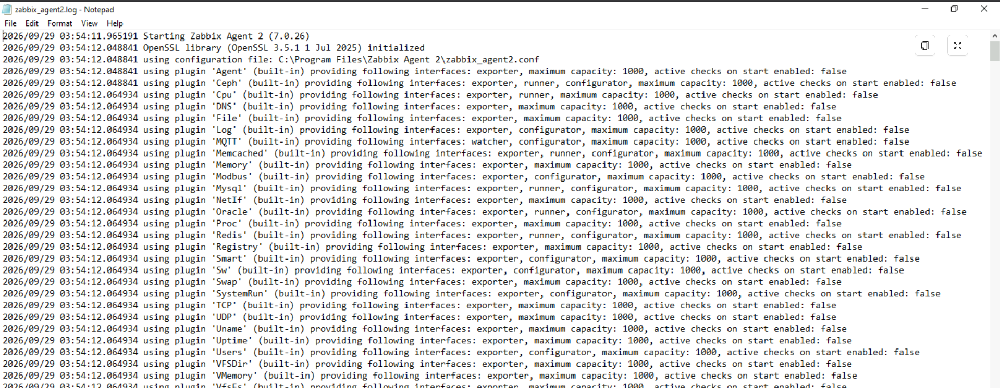 zabbix_agent2.log - Notepad
File Edit Format View Help
2026/09/29 03:54:11.965191 Starting Zabbix Agent 2 (7.0.26)
2026/09/29 03:54:12.048841 OpenSSL library (OpenSSL 3.5.1 1 Jul 2025) initialized
2026/09/29 03:54:12.048841 using configuration file: C:\Program Files\Zabbix Agent 2\zabbix_agent2.conf
2026/09/29 03:54:12.048841 using plugin 'Agent' (built-in) providing following interfaces: exporter, maximum capacity: 1000, active checks on start enabled: false
2026/09/29 03:54:12.048841 using plugin 'Ceph' (built-in) providing following interfaces: exporter, runner, configurator, maximum capacity: 1000, active checks on start enabled: false
2026/09/29 03:54:12.064934 using plugin 'Cpu' (built-in) providing following interfaces: exporter, runner, maximum capacity: 1000, active checks on start enabled: false
2026/09/29 03:54:12.064934 using plugin 'DNS' (built-in) providing following interfaces: exporter, maximum capacity: 1000, active checks on start enabled: false
2026/09/29 03:54:12.064934 using plugin 'File' (built-in) providing following interfaces: exporter, maximum capacity: 1000, active checks on start enabled: false
2026/09/29 03:54:12.064934 using plugin 'Log' (built-in) providing following interfaces: exporter, configurator, maximum capacity: 1000, active checks on start enabled: false
2026/09/29 03:54:12.064934 using plugin 'MQTT' (built-in) providing following interfaces: watcher, configurator, maximum capacity: 1000, active checks on start enabled: false
2026/09/29 03:54:12.064934 using plugin 'Memcached' (built-in) providing following interfaces: exporter, runner, configurator, maximum capacity: 1000, active checks on start enabled: false
2026/09/29 03:54:12.064934 using plugin 'Memory' (built-in) providing following interfaces: exporter, maximum capacity: 1000, active checks on start enabled: false
2026/09/29 03:54:12.064934 using plugin 'Modbus' (built-in) providing following interfaces: exporter, configurator, maximum capacity: 1000, active checks on start enabled: false
2026/09/29 03:54:12.064934 using plugin 'Mysql' (built-in) providing following interfaces: exporter, runner, configurator, maximum capacity: 1000, active checks on start enabled: false
2026/09/29 03:54:12.064934 using plugin 'NetIf' (built-in) providing following interfaces: exporter, maximum capacity: 1000, active checks on start enabled: false
2026/09/29 03:54:12.064934 using plugin 'Oracle' (built-in) providing following interfaces: exporter, runner, configurator, maximum capacity: 1000, active checks on start enabled: false
2026/09/29 03:54:12.064934 using plugin 'Proc' (built-in) providing following interfaces: exporter, maximum capacity: 1000, active checks on start enabled: false
2026/09/29 03:54:12.064934 using plugin 'Redis' (built-in) providing following interfaces: exporter, runner, configurator, maximum capacity: 1000, active checks on start enabled: false
2026/09/29 03:54:12.064934 using plugin 'Registry' (built-in) providing following interfaces: exporter, maximum capacity: 1000, active checks on start enabled: false
2026/09/29 03:54:12.064934 using plugin 'Smart' (built-in) providing following interfaces: exporter, configurator, maximum capacity: 1000, active checks on start enabled: false
2026/09/29 03:54:12.064934 using plugin 'Sw' (built-in) providing following interfaces: exporter, configurator, maximum capacity: 1000, active checks on start enabled: false
2026/09/29 03:54:12.064934 using plugin 'Swap' (built-in) providing following interfaces: exporter, maximum capacity: 1000, active checks on start enabled: false
2026/09/29 03:54:12.064934 using plugin 'SystemRun' (built-in) providing following interfaces: exporter, configurator, maximum capacity: 1000, active checks on start enabled: false
2026/09/29 03:54:12.064934 using plugin 'TCP' (built-in) providing following interfaces: exporter, maximum capacity: 1000, active checks on start enabled: false
2026/09/29 03:54:12.064934 using plugin 'UDP' (built-in) providing following interfaces: exporter, maximum capacity: 1000, active checks on start enabled: false
2026/09/29 03:54:12.064934 using plugin 'Uname' (built-in) providing following interfaces: exporter, maximum capacity: 1000, active checks on start enabled: false
2026/09/29 03:54:12.064934 using plugin 'Uptime' (built-in) providing following interfaces: exporter, maximum capacity: 1000, active checks on start enabled: false
2026/09/29 03:54:12.064934 using plugin 'Users' (built-in) providing following interfaces: exporter, configurator, maximum capacity: 1000, active checks on start enabled: false
2026/09/29 03:54:12.064934 using plugin 'VFSDir' (built-in) providing following interfaces: exporter, maximum capacity: 1000, active checks on start enabled: false
2026/09/29 03:54:12.064934 using plugin 'VMemory' (built-in) providing following interfaces: exporter, maximum capacity: 1000, active checks on start enabled: false
2026/09/29 03:54:12.064934 using plugin 'VfsFs' (built-in) providing following interfaces: exporter, maximum capacity: 1000, active checks on start enabled: false